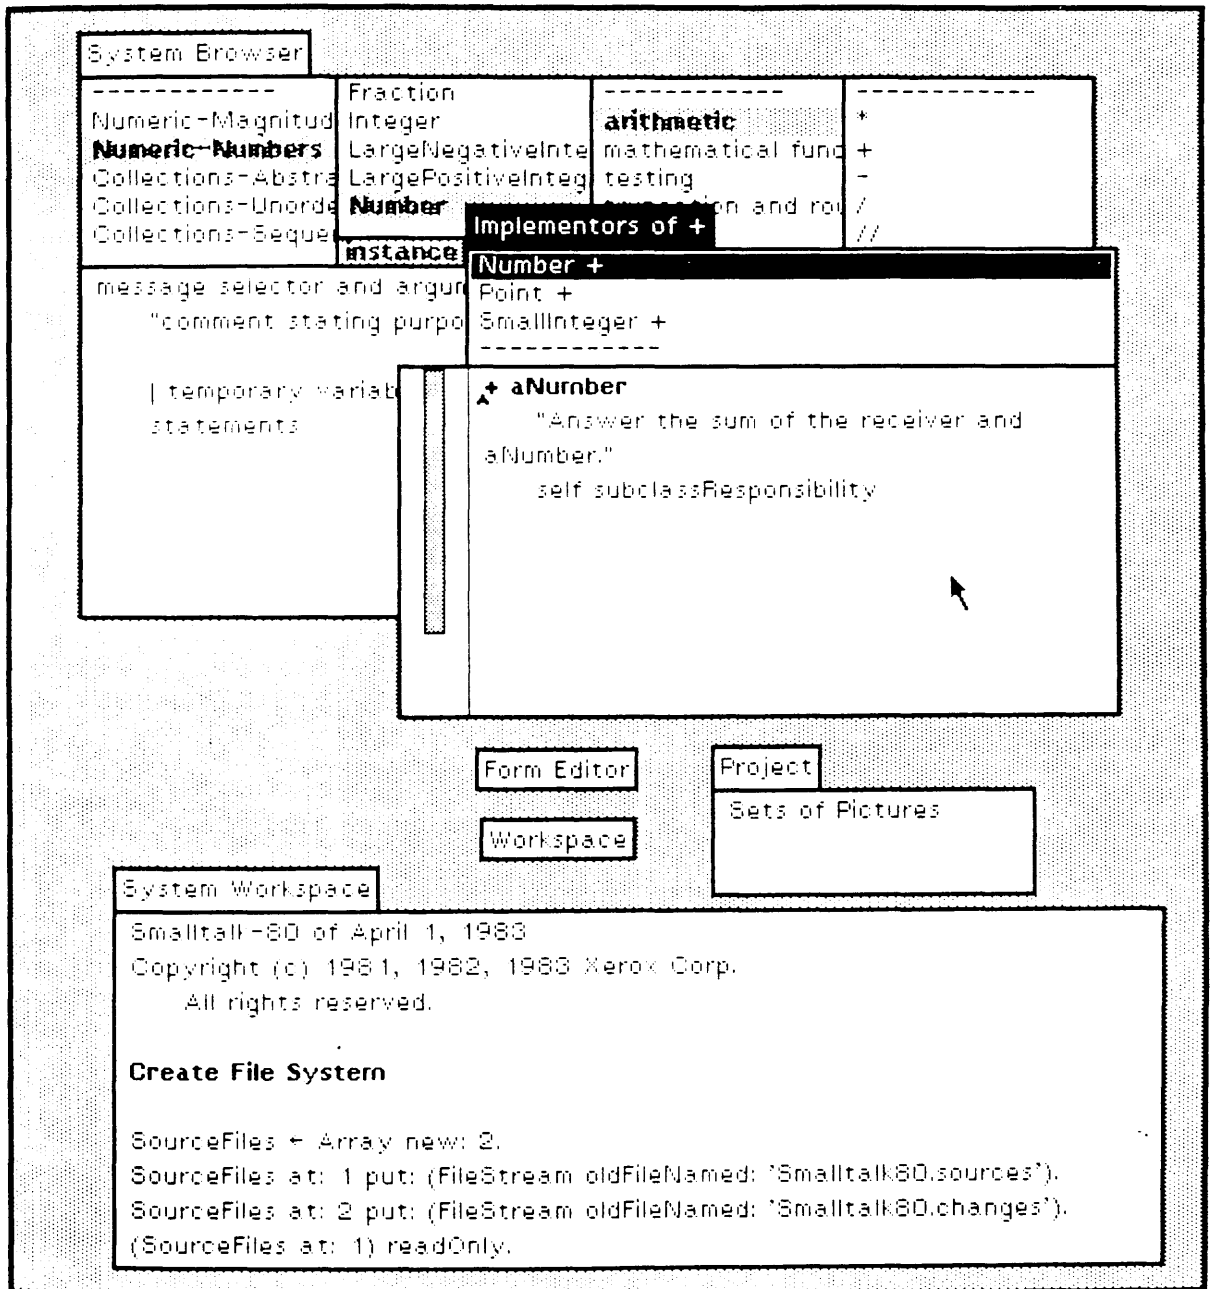 System Browser
------------
Numeric-Magnitud
Numeric-Numbers
Collections-Abstra
Collections-Unorde
Collections-Seque
Fraction
Integer
LargeNegativeInte
LargePositiveInteg
Number
instance
------------
arithmetic
mathematical func
testing
and rou
------------
*
+
-
/
//
message selector and argum
"comment stating purpo
| temporary variab
statements
Implementors of +
Number +
Point +
SmallInteger +
------------
+ aNumber
"Answer the sum of the receiver and
aNumber."
self subclassResponsibility
Form Editor
Project
Sets of Pictures
Workspace
System Workspace
Smalltalk-80 of April 1, 1983
Copyright (c) 1981, 1982, 1983 Xerox Corp.
All rights reserved.
Create File System
SourceFiles ← Array new: 2.
SourceFiles at: 1 put: (FileStream oldFileNamed: 'Smalltalk80.sources').
SourceFiles at: 2 put: (FileStream oldFileNamed: 'Smalltalk80.changes').
(SourceFiles at: 1) readOnly.